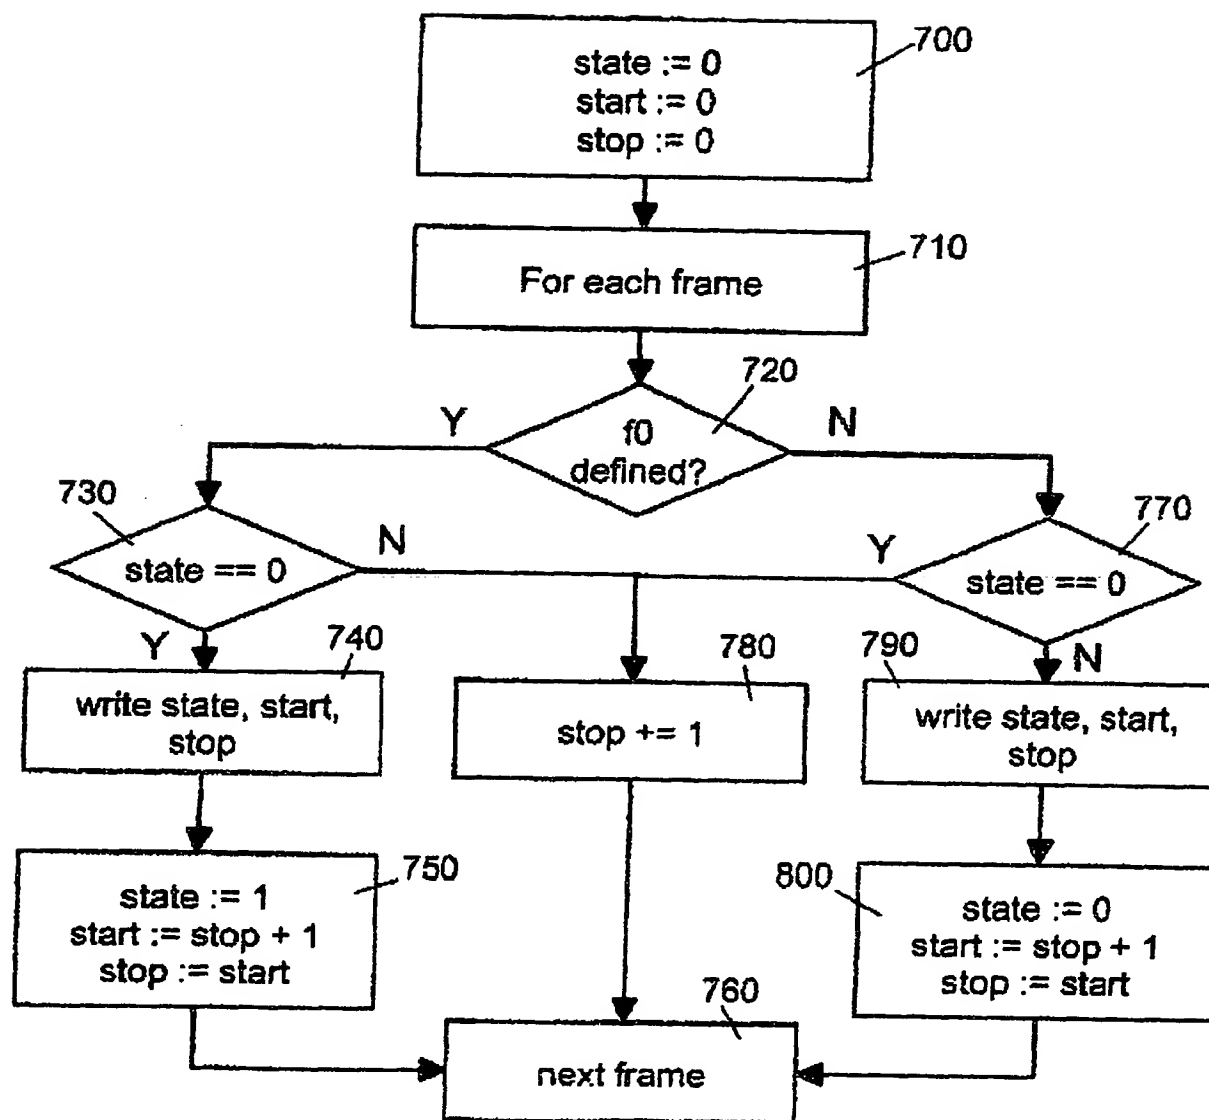 700
state := 0
start := 0
stop := 0
710
For each frame
720
Y
N
f0
defined?
730
770
N
Y
state == 0
state == 0
Y
740
780
790
N
write state, start,
stop
stop += 1
write state, start,
stop
750
800
state := 1
start := stop + 1
stop := start
state := 0
start := stop + 1
stop := start
760
next frame